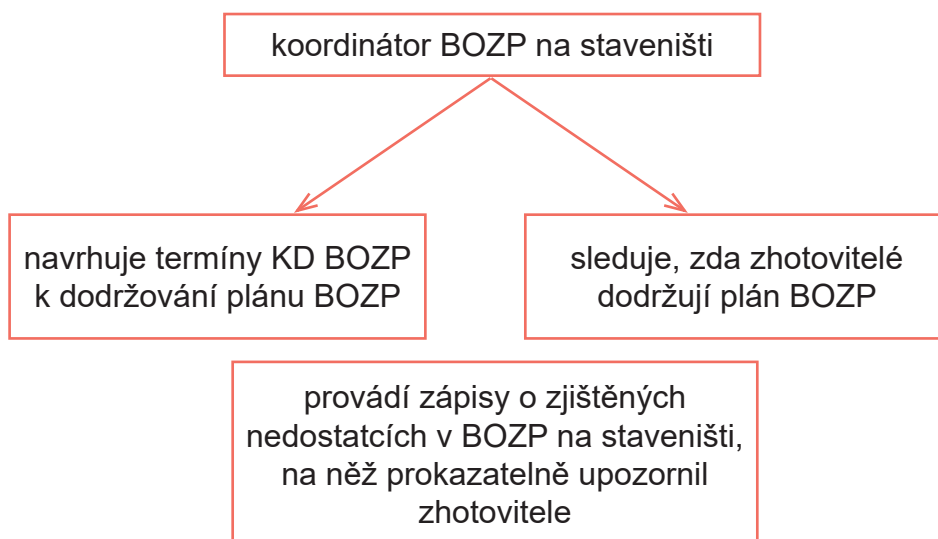 koordinátor BOZP na staveništi
navrhuje termíny KD BOZP
k dodržování plánu BOZP
sleduje, zda zhotovitelé
dodržují plán BOZP
provádí zápisy o zjištěných
nedostatcích v BOZP na staveništi,
na něž prokazatelně upozornil
zhotovitele